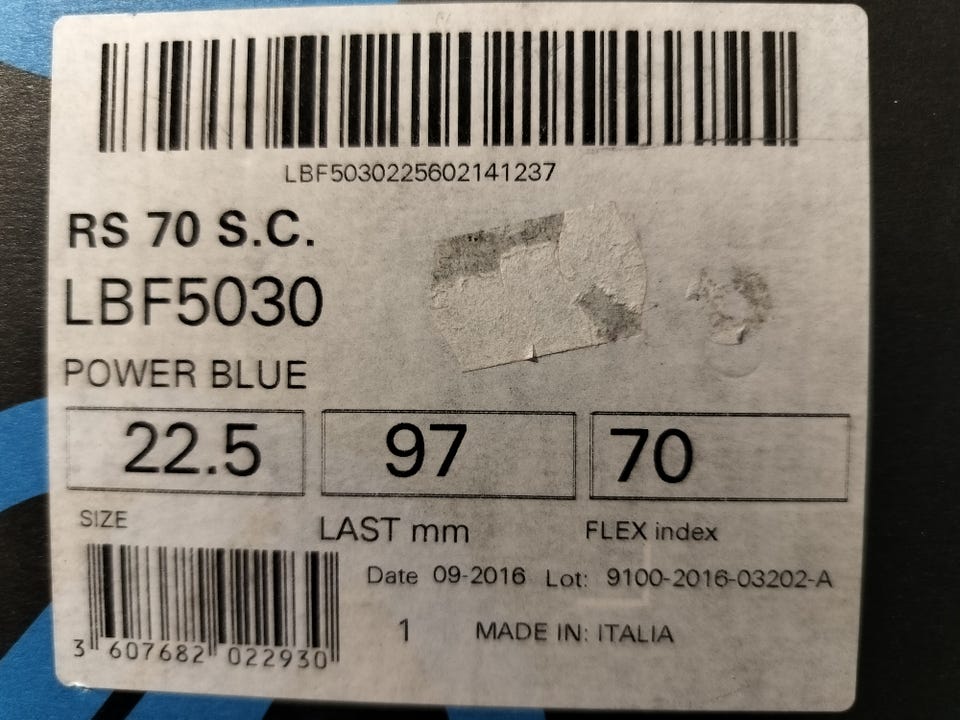 LBF5030225602141237
RS 70 S.C.
LBF5030
POWER BLUE
22.5 97 70
SIZE LAST mm FLEX index
Date 09-2016 Lot: 9100-2016-03202-A
1 MADE IN: ITALIA
3 607682 022930